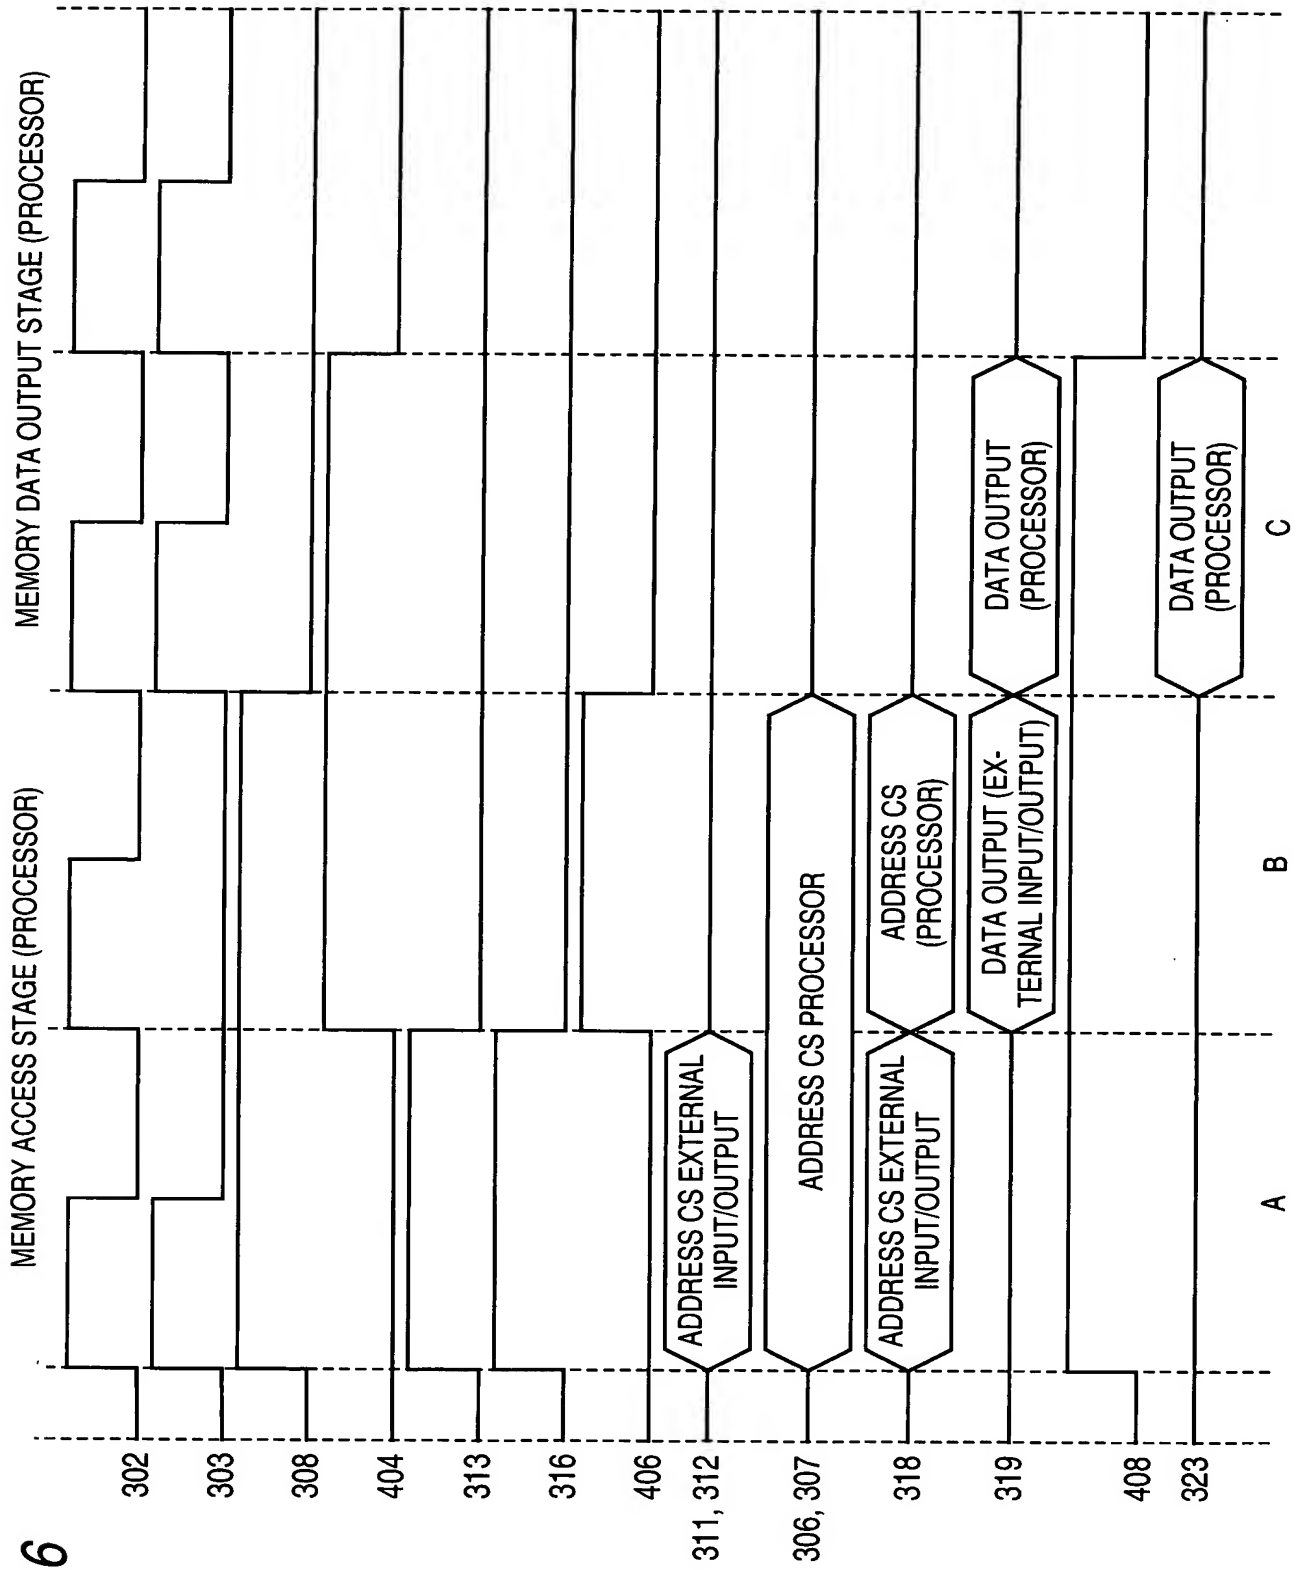 6
MEMORY ACCESS STAGE (PROCESSOR)
MEMORY DATA OUTPUT STAGE (PROCESSOR)
302
303
308
404
313
316
406
311, 312
ADDRESS CS EXTERNAL
INPUT/OUTPUT
306, 307
ADDRESS CS PROCESSOR
318
ADDRESS CS EXTERNAL
INPUT/OUTPUT
ADDRESS CS
(PROCESSOR)
319
DATA OUTPUT (EX-
TERNAL INPUT/OUTPUT)
DATA OUTPUT
(PROCESSOR)
408
323
DATA OUTPUT
(PROCESSOR)
A
B
C